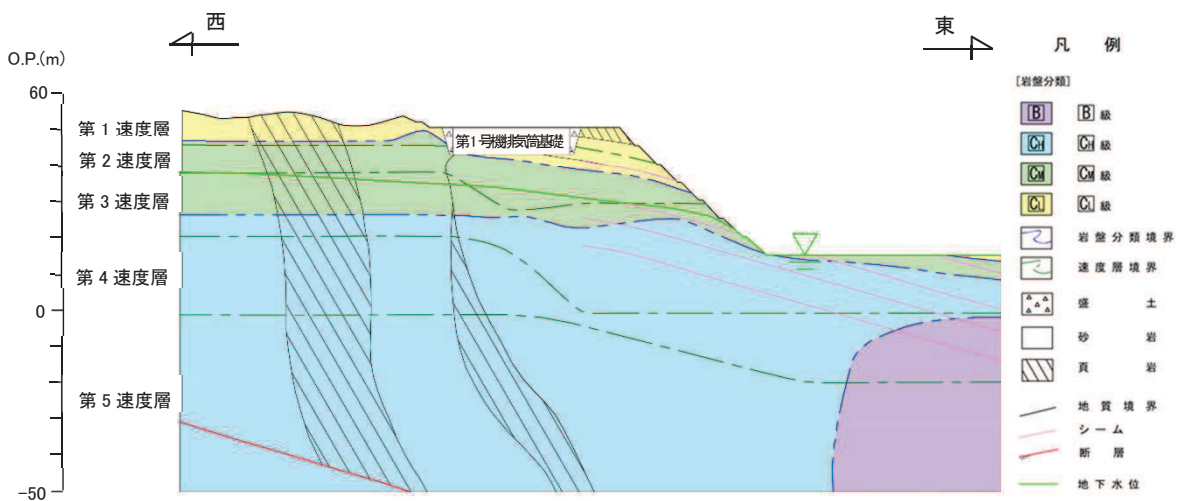 西
東
O.P.(m)
60
0
-50
第1速度層
第2速度層
第3速度層
第4速度層
第5速度層
第1号機排気筒基礎
凡 例
[岩盤分類]
B B 級
CH CH 級
CM CM 級
CL CL 級
岩盤分類境界
速度層境界
盛 土
砂 岩
頁 岩
地質境界
シーム
断 層
地下水位